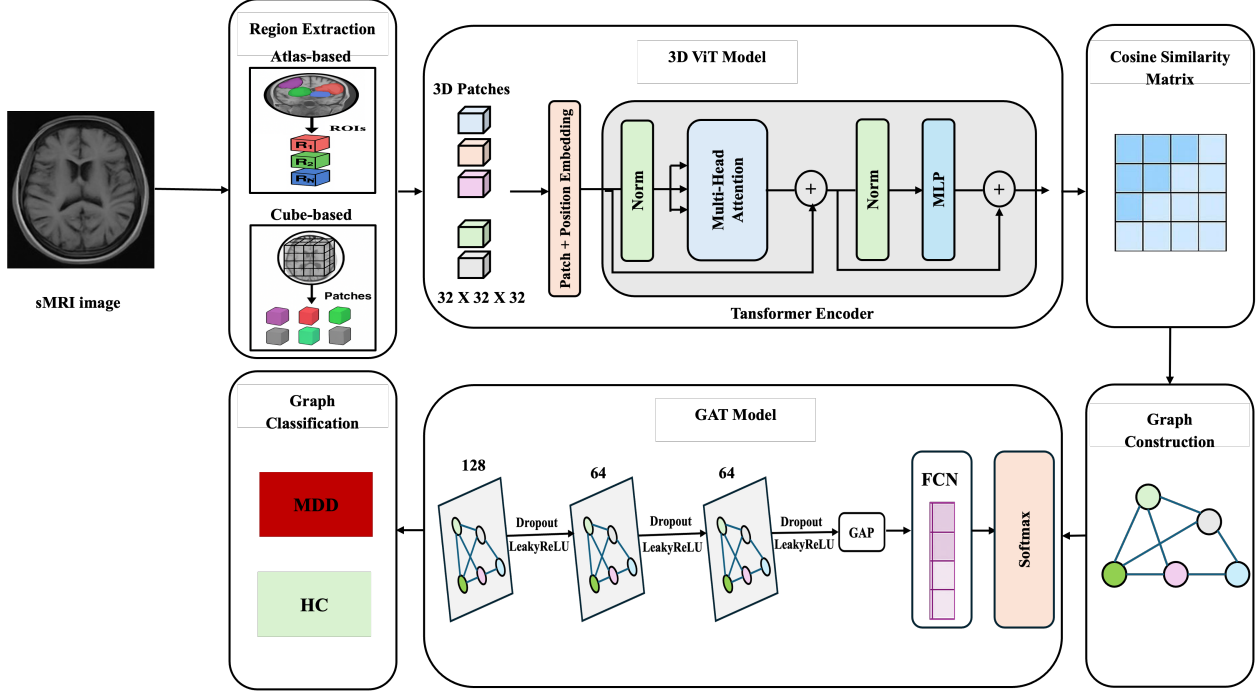 Region Extraction
Atlas-based
ROIs
R1
R2
RN
Cube-based
Patches
sMRI image
3D ViT Model
3D Patches
32 X 32 X 32
Patch + Position Embedding
Norm
Multi-Head
Attention
+
Norm
MLP
+
Tansformer Encoder
Cosine Similarity
Matrix
Graph
Construction
GAT Model
128
Dropout
LeakyReLU
64
Dropout
LeakyReLU
64
Dropout
LeakyReLU
GAP
FCN
Softmax
Graph
Classification
MDD
HC